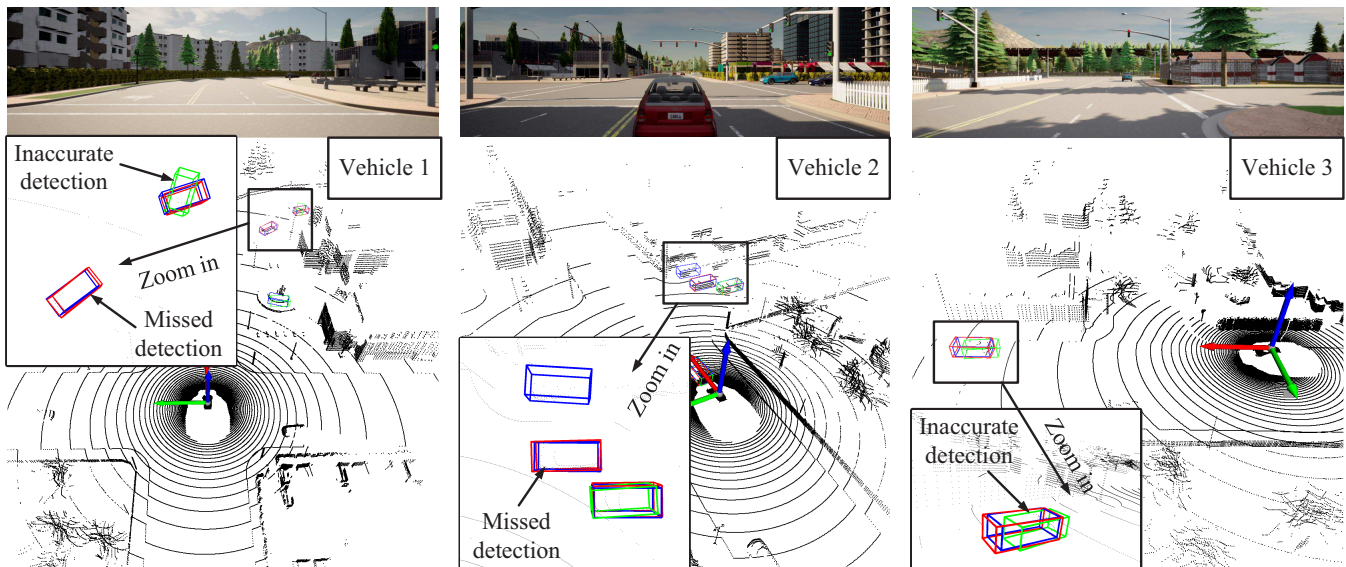 Inaccurate
detection
Vehicle 1
Zoom in
Missed
detection
Vehicle 2
Zoom in
Missed
detection
Vehicle 3
Inaccurate
detection
Zoom in